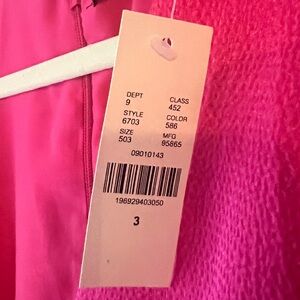 DEPT CLASS
9 452
STYLE COLOR
6703 586
SIZE MFG
503 95865
09010143
196929403050
3